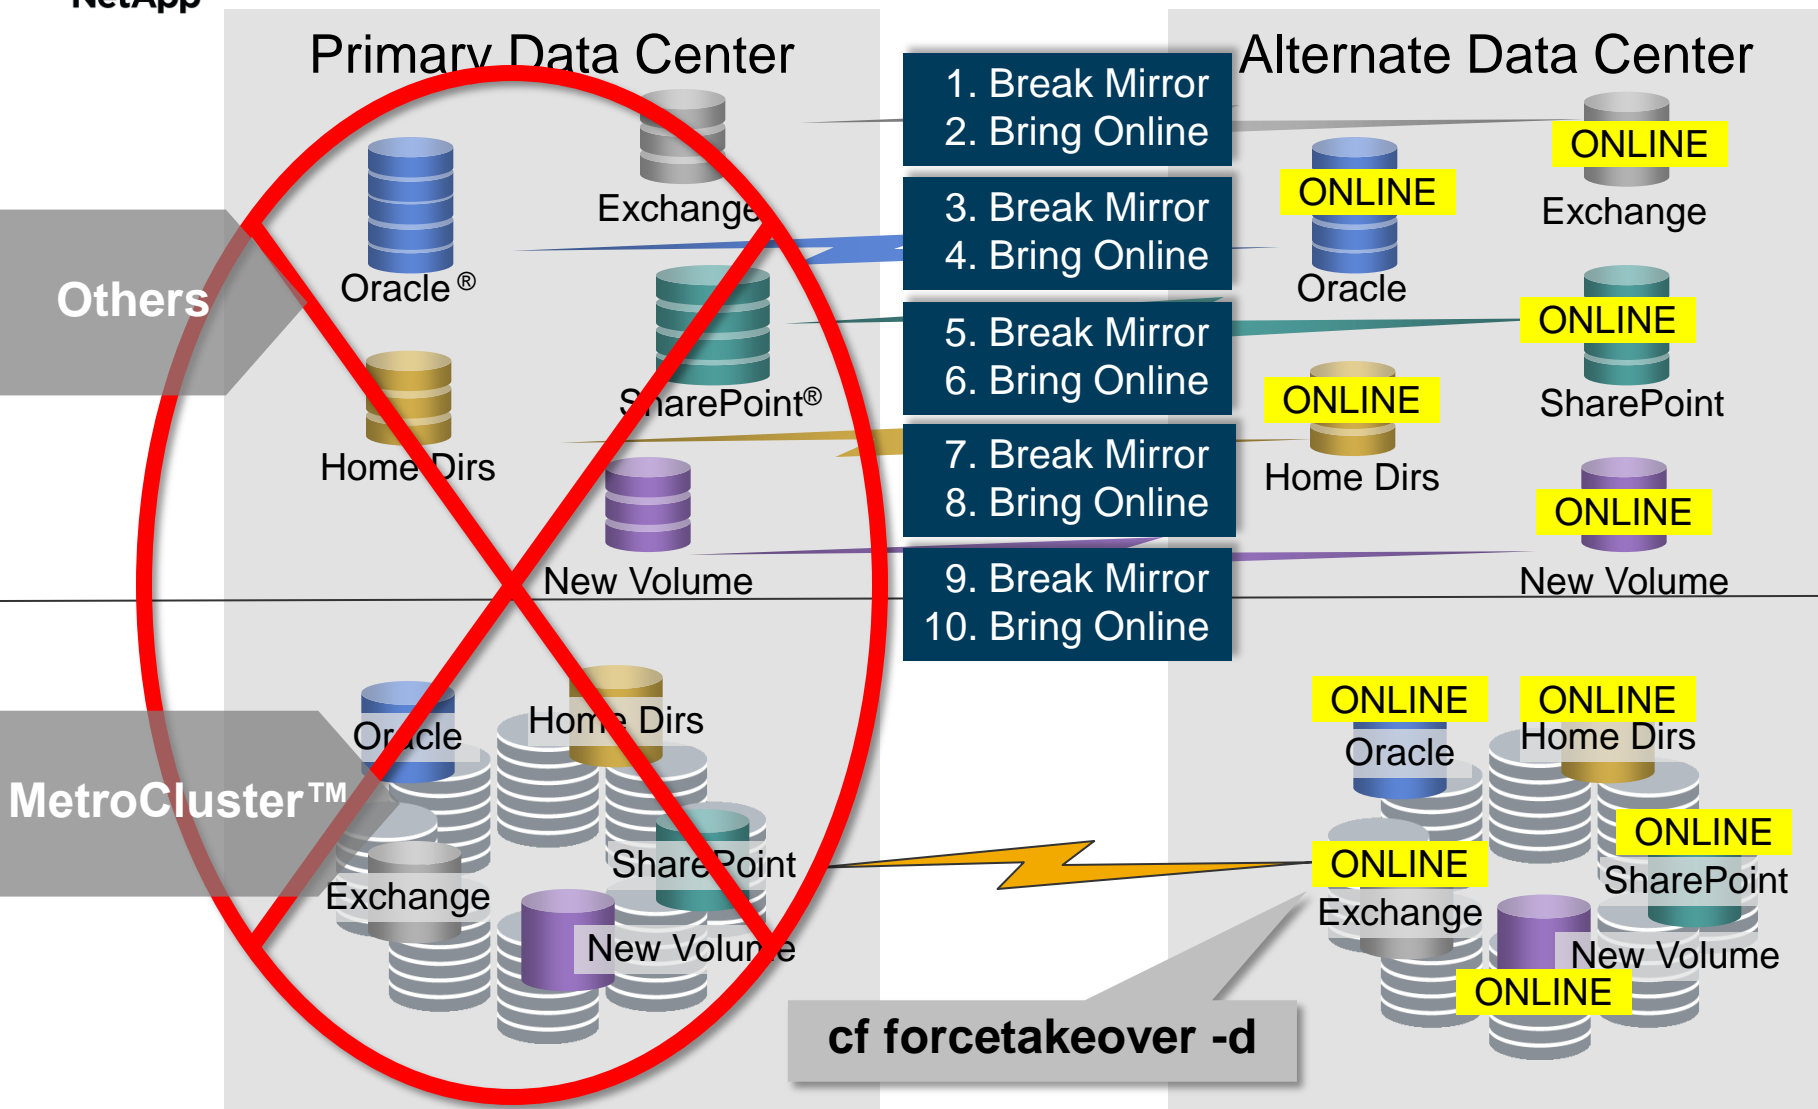 NetApp
Primary Data Center
Alternate Data Center
1. Break Mirror
2. Bring Online
ONLINE
Exchange
Exchange
3. Break Mirror
4. Bring Online
ONLINE
Oracle ®
Oracle
Others
5. Break Mirror
6. Bring Online
ONLINE
SharePoint®
SharePoint
ONLINE
Home Dirs
Home Dirs
7. Break Mirror
8. Bring Online
ONLINE
New Volume
New Volume
9. Break Mirror
10. Bring Online
MetroCluster™
Oracle
Home Dirs
SharePoint
Exchange
New Volume
ONLINE
Oracle
ONLINE
Home Dirs
ONLINE
SharePoint
ONLINE
Exchange
New Volume
ONLINE
cf forcetakeover -d